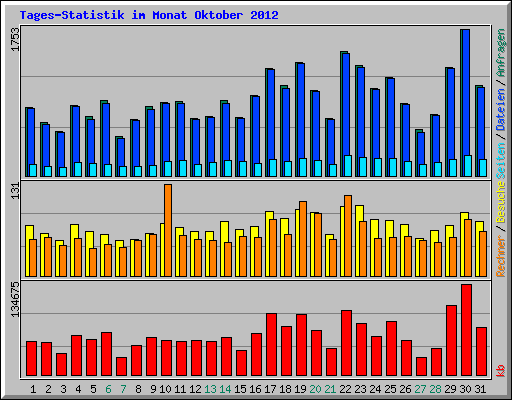 Tages-Statistik im Monat Oktober 2012
1753
131
134675
Rechner / Besuche Seiten / Dateien / Anfragen
kb
1 2 3 4 5 6 7 8 9 10 11 12 13 14 15 16 17 18 19 20 21 22 23 24 25 26 27 28 29 30 31